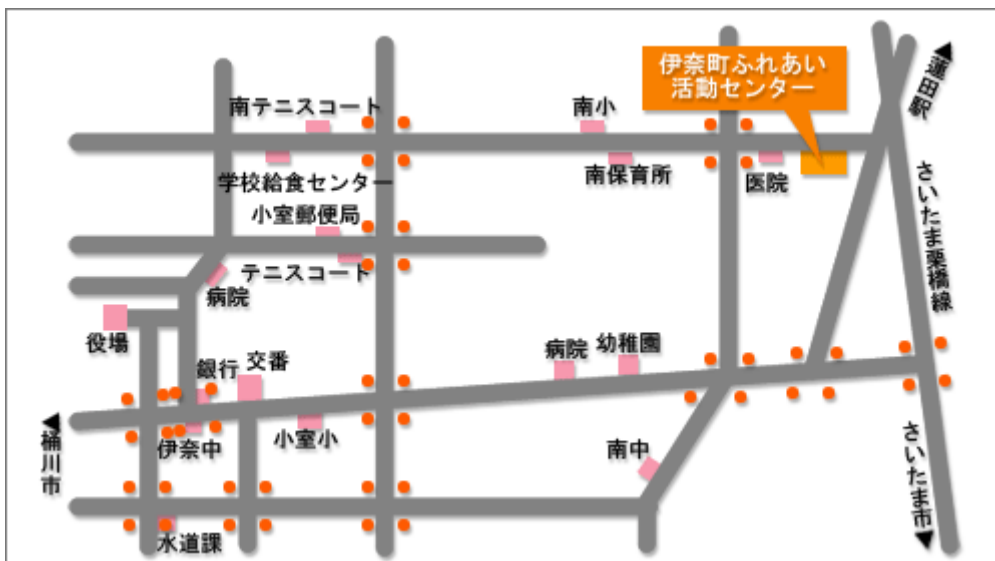 伊奈町ふれあい
活動センター
▲蓮田駅
南テニスコート
南小
学校給食センター
南保育所
医院
さいたま栗橋線
小室郵便局
テニスコート
病院
役場
銀行
交番
病院
幼稚園
◀桶川市
伊奈中
小室小
南中
さいたま市▶
水道課